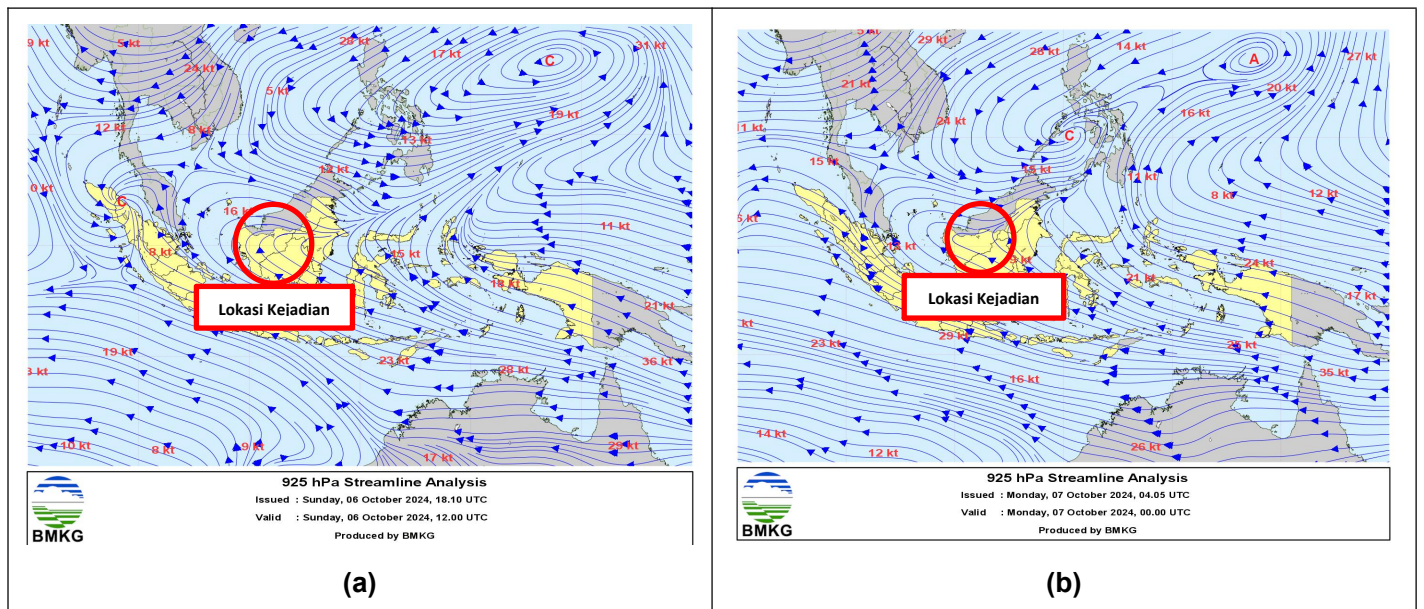 9 kt
5 kt
26 kt
17 kt
31 kt
C
24 kt
5 kt
19 kt
12 kt
8 kt
13 kt
0 kt
C
16 kt
11 kt
8 kt
15 kt
18 kt
21 kt
Lokasi Kejadian
19 kt
23 kt
28 kt
36 kt
10 kt
8 kt
9 kt
17 kt
29 kt
925 hPa Streamline Analysis
Issued : Sunday, 06 October 2024, 18.10 UTC
Valid : Sunday, 06 October 2024, 12.00 UTC
Produced by BMKG
BMKG
(a)
29 kt
28 kt
14 kt
A
27 kt
21 kt
20 kt
16 kt
24 kt
C
15 kt
15 kt
11 kt
8 kt
12 kt
24 kt
21 kt
17 kt
Lokasi Kejadian
23 kt
29 kt
16 kt
35 kt
14 kt
12 kt
26 kt
925 hPa Streamline Analysis
Issued : Monday, 07 October 2024, 04.05 UTC
Valid : Monday, 07 October 2024, 00.00 UTC
Produced by BMKG
BMKG
(b)